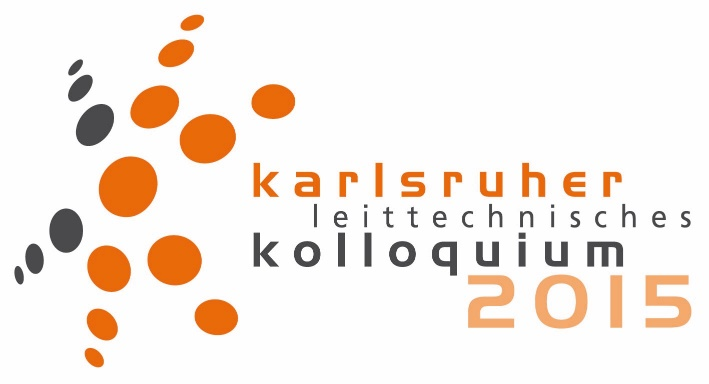 karlsruher
leittechnisches
kolloquium
2015